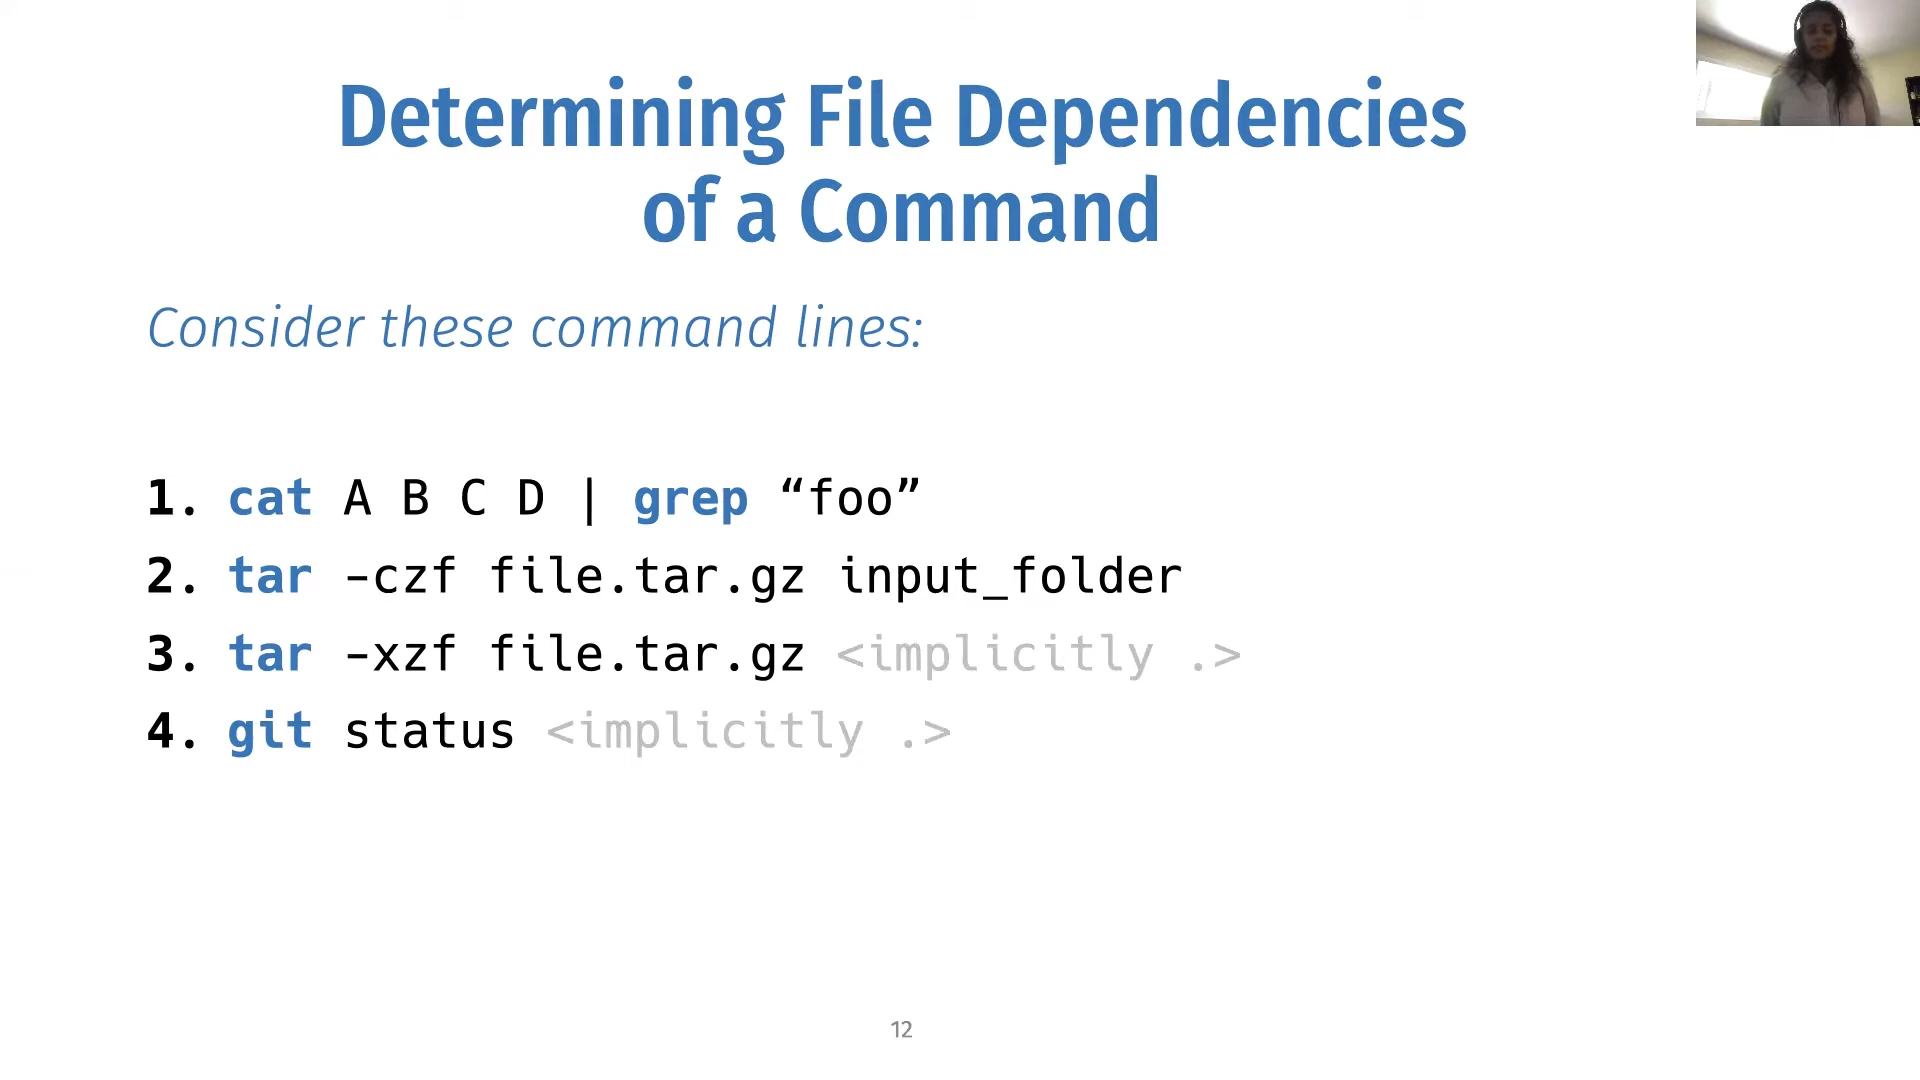 Determining File Dependencies
of a Command
Consider these command lines:
1. cat A B C D | grep “foo”
2. tar -czf file.tar.gz input_folder
3. tar -xzf file.tar.gz <implicitly .>
4. git status <implicitly .>
12